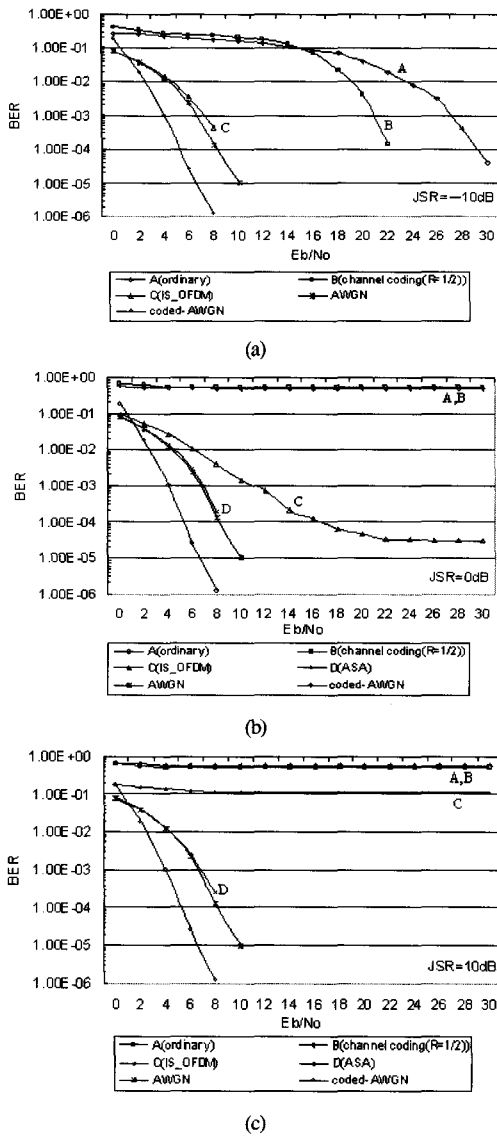 1.00E+00
1.00E-01
1.00E-02
1.00E-03
1.00E-04
1.00E-05
1.00E-06
BER
A
B
C
JSR=-10dB
0 2 4 6 8 10 12 14 16 18 20 22 24 26 28 30
Eb/No
A(ordinary) B(channel coding(R=1/2))
C(IS_OFDM) AWGN
coded-AWGN
(a)
1.00E+00
1.00E-01
1.00E-02
1.00E-03
1.00E-04
1.00E-05
1.00E-06
BER
A,B
C
D
JSR=0dB
0 2 4 6 8 10 12 14 16 18 20 22 24 26 28 30
Eb/No
A(ordinary) B(channel coding(R=1/2))
C(IS_OFDM) D(ASA)
AWGN coded-AWGN
(b)
1.00E+00
1.00E-01
1.00E-02
1.00E-03
1.00E-04
1.00E-05
1.00E-06
BER
A,B
C
D
JSR=10dB
0 2 4 6 8 10 12 14 16 18 20 22 24 26 28 30
Eb/No
A(ordinary) B(channel coding(R=1/2))
C(IS_OFDM) D(ASA)
AWGN coded-AWGN
(c)